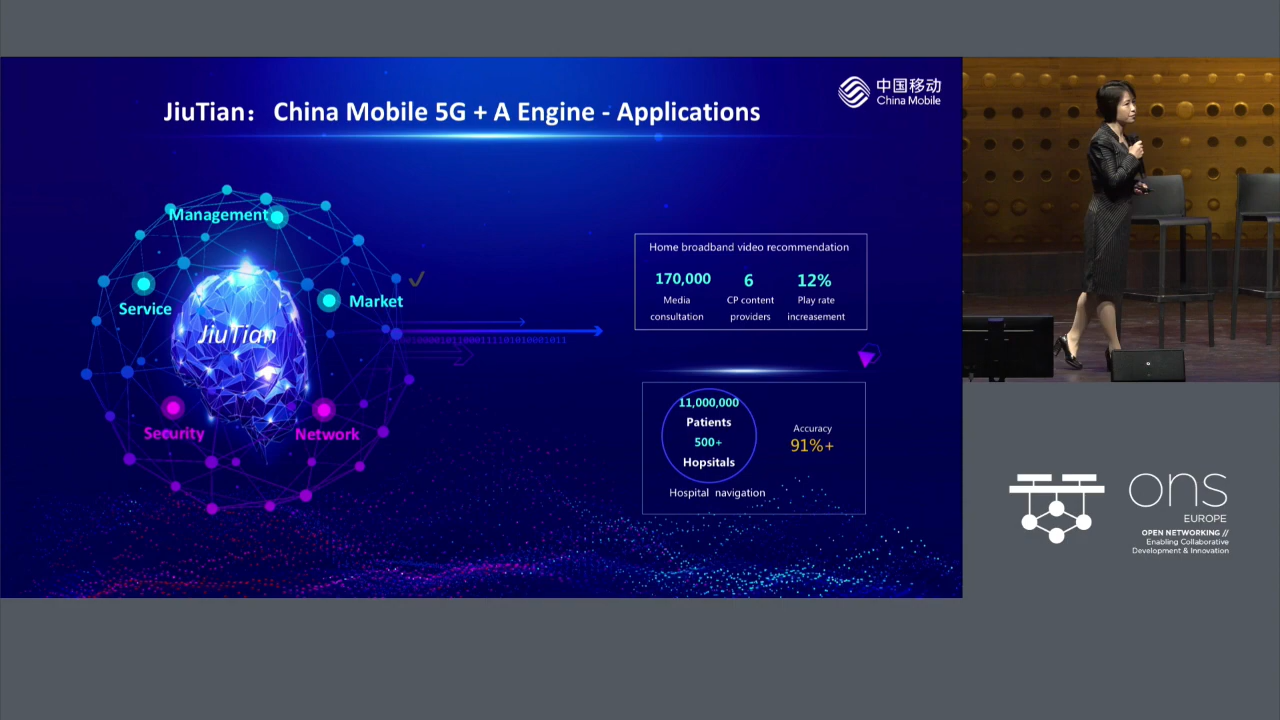 中国移动
China Mobile
JiuTian： China Mobile 5G + A Engine - Applications
Management
Service
Market
JiuTian
Security
Network
Home broadband video recommendation
170,000 6 12%
Media CP content Play rate
consultation providers increasement
11,000,000
Patients
500+
Hopsitals
Accuracy
91%+
Hospital navigation
ons
EUROPE
OPEN NETWORKING //
Enabling Collaborative
Development & Innovation